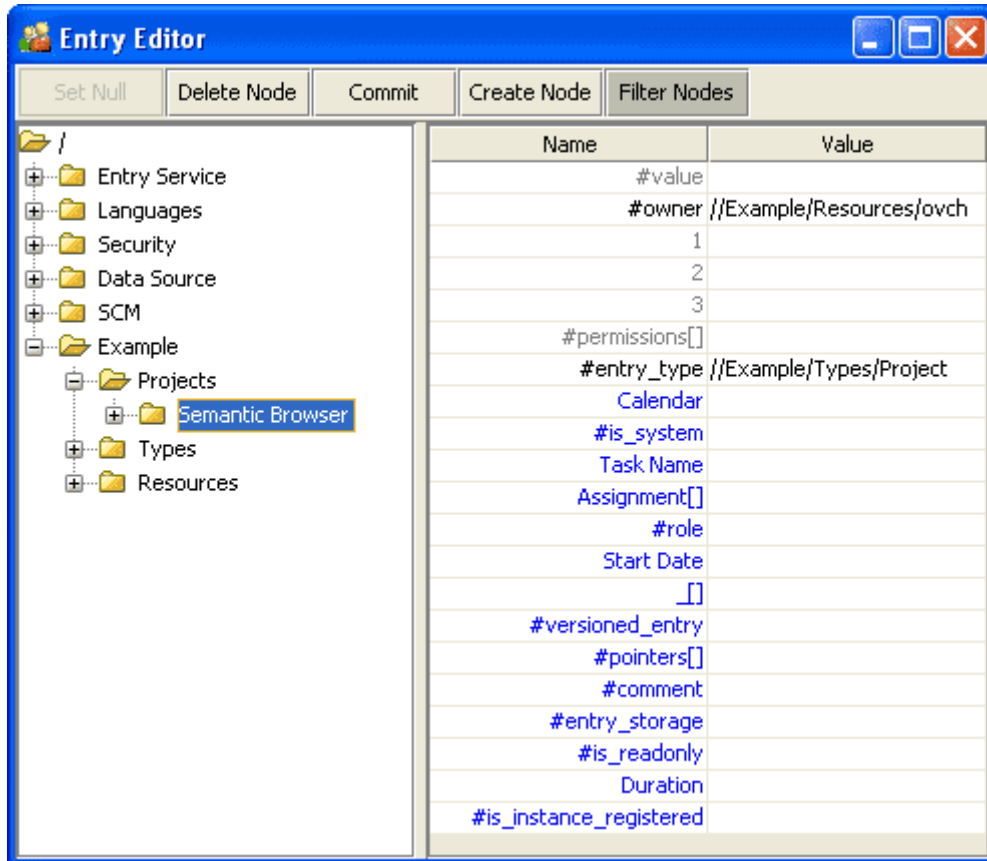 Entry Editor
Set Null Delete Node Commit Create Node Filter Nodes
/
Entry Service
Languages
Security
Data Source
SCM
Example
Projects
Semantic Browser
Types
Resources
Name Value
#value
#owner //Example/Resources/ovch
1
2
3
#permissions[]
#entry_type //Example/Types/Project
Calendar
#is_system
Task Name
Assignment[]
#role
Start Date
_[]
#versioned_entry
#pointers[]
#comment
#entry_storage
#is_readonly
Duration
#is_instance_registered